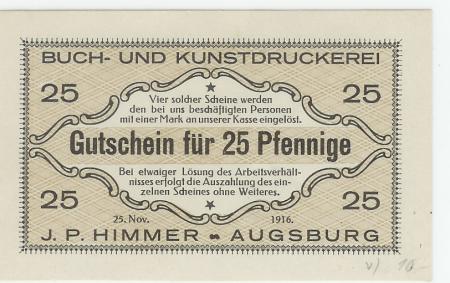 BUCH- UND KUNSTDRUCKEREI
25 25
Vier solcher Scheine werden
den bei uns beschäftigten Personen
mit einer Mark an unserer Kasse eingelöst.
Gutschein für 25 Pfennige
Bei etwaiger Lösung des Arbeitsverhält-
nisses erfolgt die Auszahlung des ein-
zelnen Scheines ohne Weiteres.
25 25
25. Nov. 1916.
J. P. HIMMER AUGSBURG